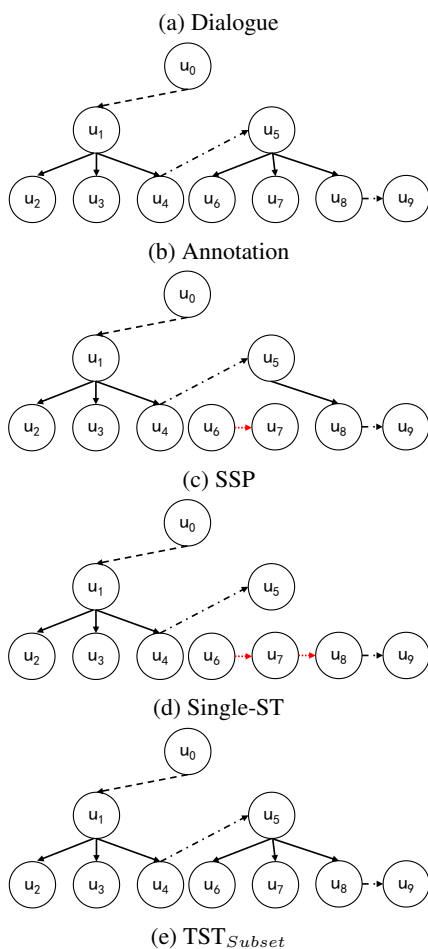 (a) Dialogue
u0
u1 u5
u2 u3 u4 u6 u7 u8 u9
(b) Annotation
u0
u1 u5
u2 u3 u4 u6 u7 u8 u9
(c) SSP
u0
u1 u5
u2 u3 u4 u6 u7 u8 u9
(d) Single-ST
u0
u1 u5
u2 u3 u4 u6 u7 u8 u9
(e) TSTSubset